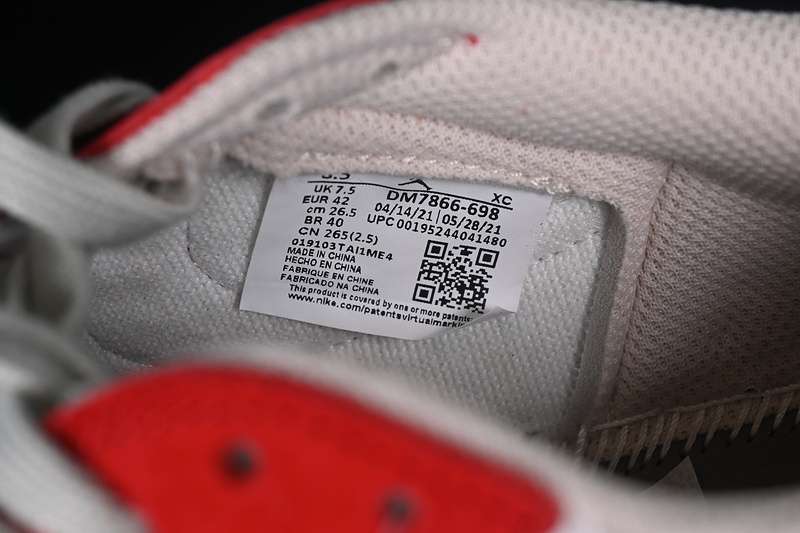 XC
UK 7.5
EUR 42
cm 26.5
BR 40
CN 265(2.5)
DM7866-698
04/14/21 05/28/21
UPC 00195244041480
019103TAI1ME4
MADE IN CHINA
HECHO EN CHINA
FABRIQUE EN CHINE
FABRICADO NA CHINA
This product is covered by one or more patents
www.nike.com/patentsvirtualmarki